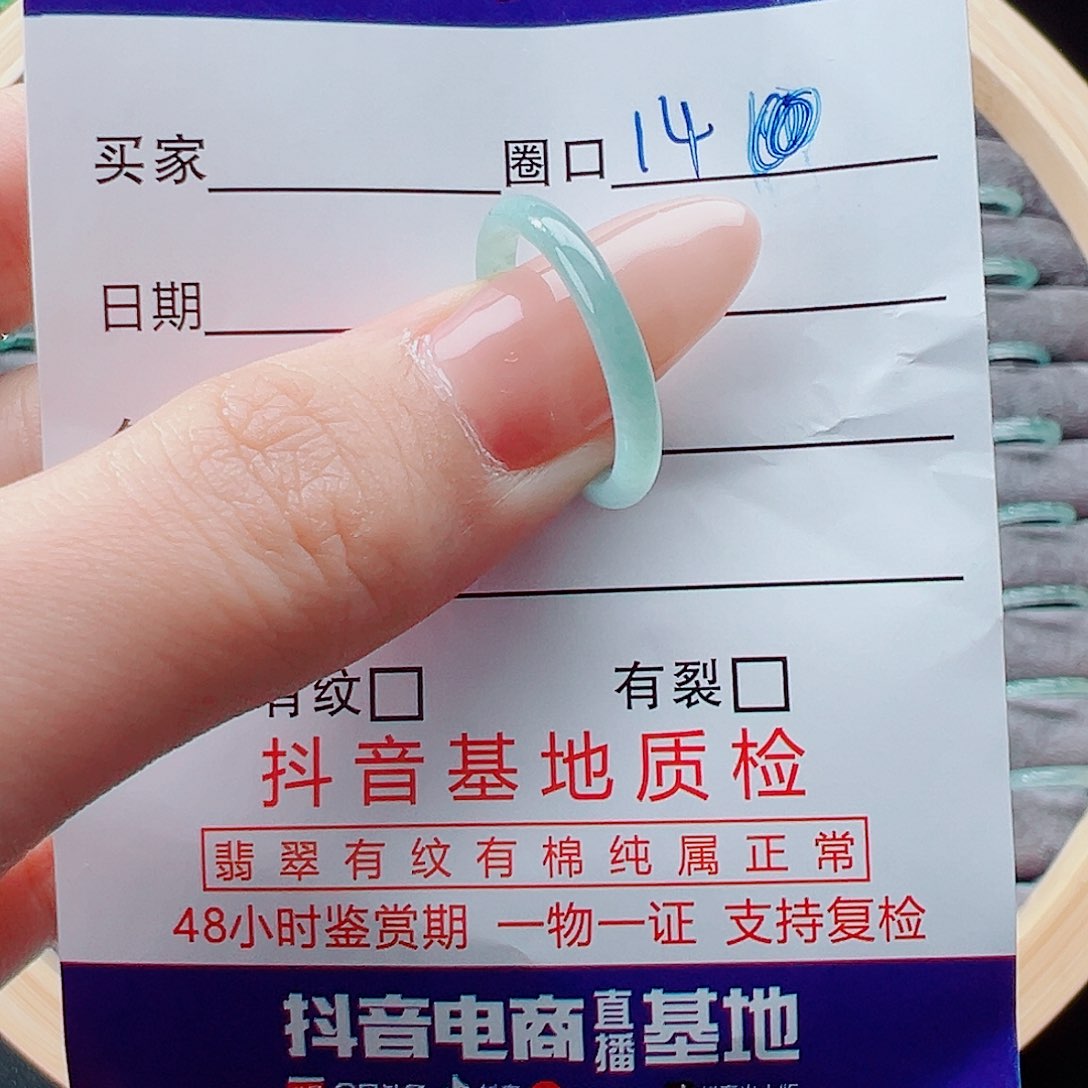 买家 圈口 14
日期
有纹 有裂
抖音基地质检
翡翠有纹有棉纯属正常
48小时鉴赏期 一物一证 支持复检
抖音电商直播基地